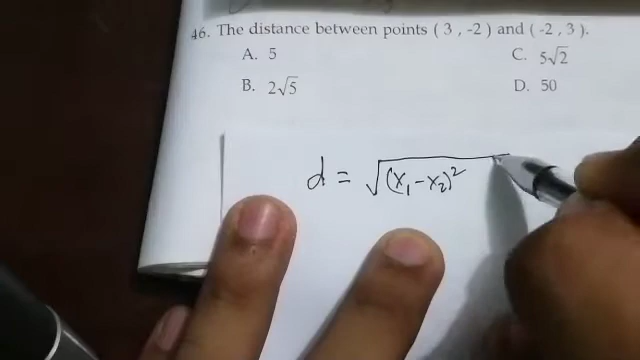 46. The distance between points ( 3 , -2 ) and ( -2 , 3 ).
A. 5
C. 5√2
B. 2√5
D. 50
d = √(x₁ - x₂)²